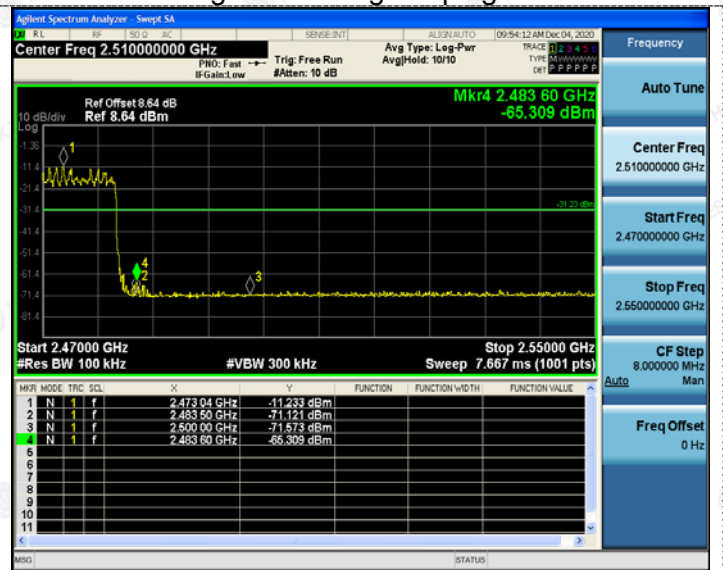 Agilent Spectrum Analyzer - Swept SA
RL RF 50 Ω AC SENSE:INT ALIGN AUTO 09:54:12 AM Dec 04, 2020
Center Freq 2.510000000 GHz
PNO: Fast Trig: Free Run Avg Type: Log-Pwr TRACE 1 2 3 4 5 6
IFGain:Low #Atten: 10 dB Avg|Hold: 10/10 TYPE MWWWWW
DET P P P P P P
Frequency
Auto Tune
Center Freq
2.510000000 GHz
Start Freq
2.470000000 GHz
Stop Freq
2.550000000 GHz
CF Step
8.000000 MHz
Auto Man
Freq Offset
0 Hz
Mkr4 2.483 60 GHz
-65.309 dBm
Ref Offset 8.64 dB
10 dB/div Ref 8.64 dBm
Log
-1.36
-11.4
-21.4
-31.4
-41.4
-51.4
-61.4
-71.4
-81.4
1
-31.23 dBm
4
2
3
Start 2.47000 GHz Stop 2.55000 GHz
#Res BW 100 kHz #VBW 300 kHz Sweep 7.667 ms (1001 pts)
MKR MODE TRC SCL X Y FUNCTION FUNCTION WIDTH FUNCTION VALUE
1 N 1 f 2.473 04 GHz -11.233 dBm
2 N 1 f 2.483 50 GHz -71.121 dBm
3 N 1 f 2.500 00 GHz -71.573 dBm
4 N 1 f 2.483 60 GHz -65.309 dBm
5
6
7
8
9
10
11
MSG STATUS